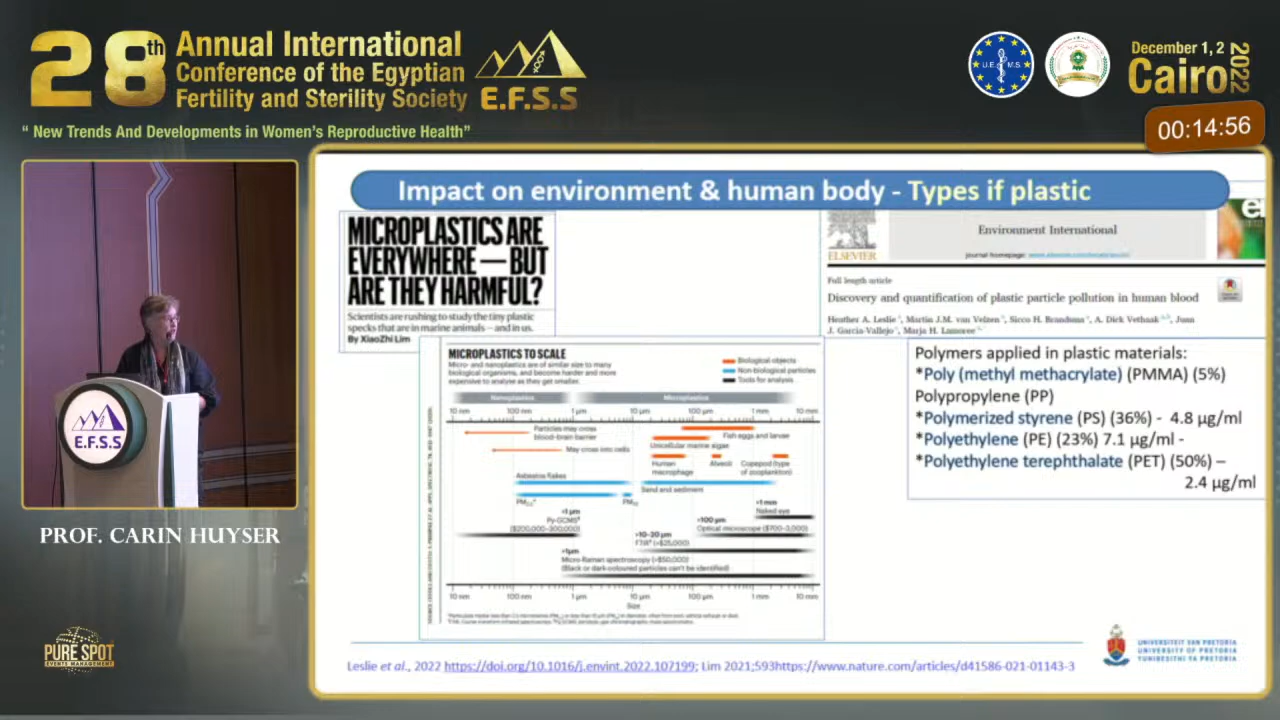 28th Annual International
Conference of the Egyptian
Fertility and Sterility Society
E.F.S.S
“ New Trends And Developments in Women’s Reproductive Health”
U.E.M.S
December 1, 2
Cairo
2022
00:14:56
E.F.S.S
PROF. CARIN HUYSER
PURE SPOT
EVENTS MANAGEMENT
Impact on environment & human body - Types if plastic
MICROPLASTICS ARE
EVERYWHERE — BUT
ARE THEY HARMFUL?
Scientists are rushing to study the tiny plastic
specks that are in marine animals — and in us.
By XiaoZhi Lim
ELSEVIER
Environment International
journal homepage:
Full length article
Discovery and quantification of plastic particle pollution in human blood
Heather A. Leslie, Martin J.M. van Velzen, Sicco H. Brandsma, A. Dick Vethaak, Juan
J. Garcia-Vallejo, Marja H. Lamoree
MICROPLASTICS TO SCALE
Micro- and nanoplastics are of similar size to many
biological organisms, and become harder and more
expensive to analyse as they get smaller.
Biological objects
Non-biological particles
Tools for analysis
Nanoplastics Microplastics
10 nm 100 nm 1 µm 10 µm 100 µm 1 mm 10 mm
Particles may cross
blood–brain barrier
Fish eggs and larvae
Unicellular marine algae
May cross into cells
Human
macrophage
Alveoli
Copepod (type
of zooplankton)
Asbestos flakes
Sand and sediment
>1 mm
Naked eye
>1 µm
Py-GCMS
($200,000–300,000)
>100 µm
Optical microscope ($700–3,000)
>10–20 µm
FTIR (>$25,000)
>1µm
Micro-Raman spectroscopy (>$50,000)
(Black or dark-coloured particles can't be identified)
10 nm 100 nm 1 µm 10 µm 100 µm 1 mm 10 mm
Size
Polymers applied in plastic materials:
*Poly (methyl methacrylate) (PMMA) (5%)
Polypropylene (PP)
*Polymerized styrene (PS) (36%) - 4.8 µg/ml
*Polyethylene (PE) (23%) 7.1 µg/ml -
*Polyethylene terephthalate (PET) (50%) –
2.4 µg/ml
Leslie et al., 2022 https://doi.org/10.1016/j.envint.2022.107199; Lim 2021;593https://www.nature.com/articles/d41586-021-01143-3
UNIVERSITEIT VAN PRETORIA
UNIVERSITY OF PRETORIA
YUNIBESITHI YA PRETORIA